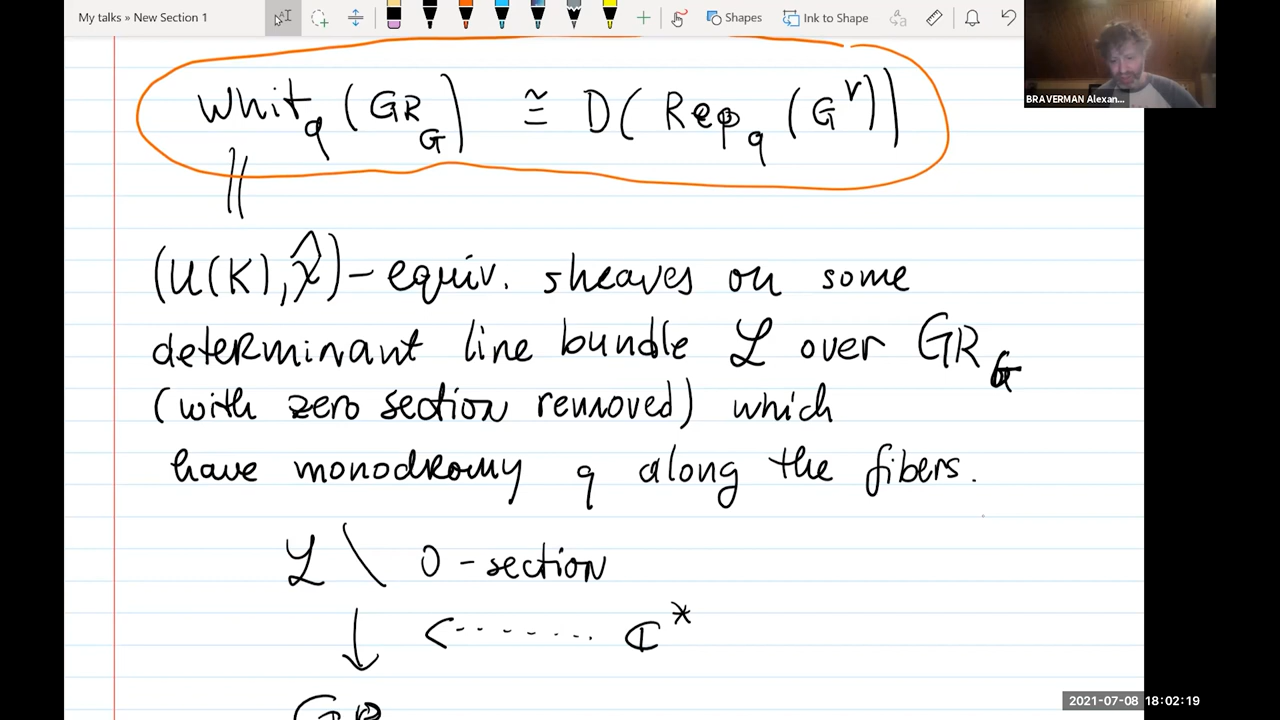 My talks » New Section 1
Shapes
Ink to Shape
BRAVERMAN Alexan...
Whit_q (GR_G) ≅ D(Rep_q (G^∨))
||
(U(K), χ̂) – equiv. sheaves on some
determinant line bundle ℒ over GR_G
(with zero section removed) which
have monodromy q along the fibers.
ℒ \ 0 - section
↓ <------- ℂ*
GR
2021-07-08 18:02:19